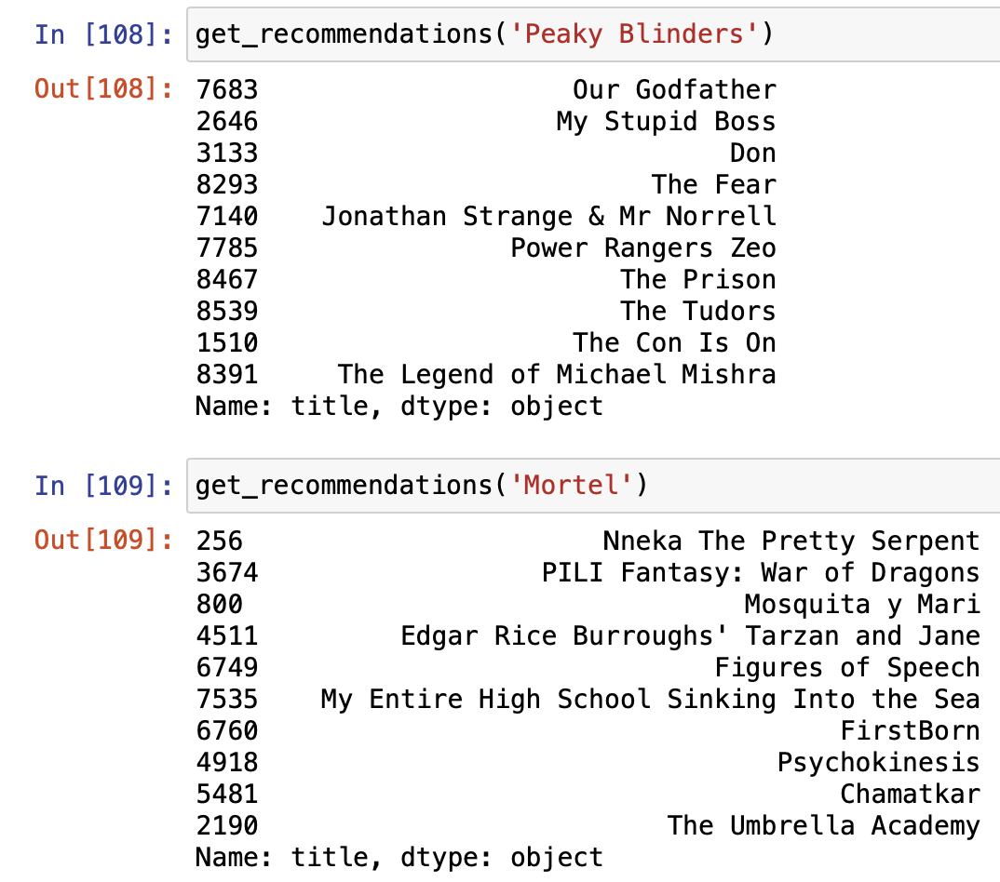 In [108]: get_recommendations('Peaky Blinders')
Out[108]: 7683 Our Godfather
2646 My Stupid Boss
3133 Don
8293 The Fear
7140 Jonathan Strange & Mr Norrell
7785 Power Rangers Zeo
8467 The Prison
8539 The Tudors
1510 The Con Is On
8391 The Legend of Michael Mishra
Name: title, dtype: object
In [109]: get_recommendations('Mortel')
Out[109]: 256 Nneka The Pretty Serpent
3674 PILI Fantasy: War of Dragons
800 Mosquita y Mari
4511 Edgar Rice Burroughs' Tarzan and Jane
6749 Figures of Speech
7535 My Entire High School Sinking Into the Sea
6760 FirstBorn
4918 Psychokinesis
5481 Chamatkar
2190 The Umbrella Academy
Name: title, dtype: object